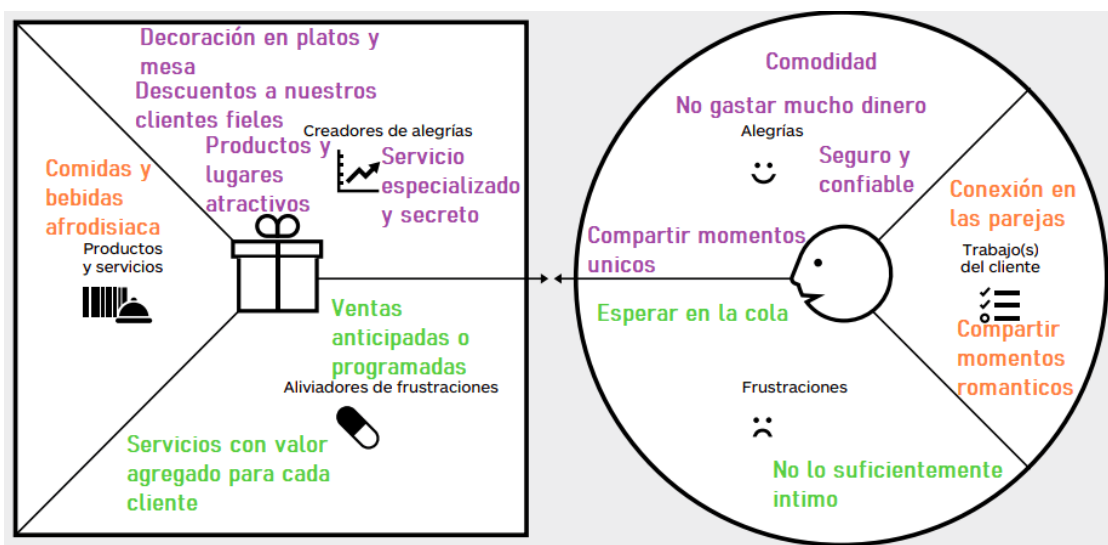 Decoración en platos y
mesa
Descuentos a nuestros
clientes fieles
Creadores de alegrías
Productos y
lugares
atractivos
Servicio
especializado
y secreto
Comidas y
bebidas
afrodisiaca
Productos
y servicios
Ventas
anticipadas o
programadas
Aliviadores de frustraciones
Servicios con valor
agregado para cada
cliente
Comodidad
No gastar mucho dinero
Alegrías
Seguro y
confiable
Compartir momentos
unicos
Conexión en
las parejas
Trabajo(s)
del cliente
Compartir
momentos
romanticos
Esperar en la cola
Frustraciones
No lo suficientemente
intimo